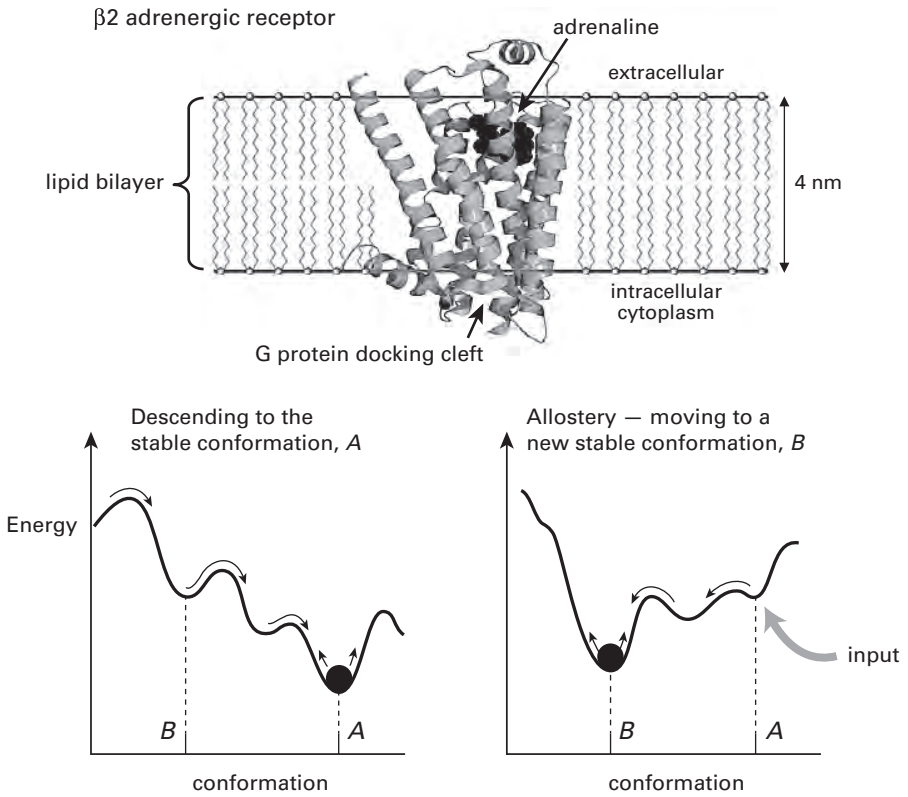 β2 adrenergic receptor
adrenaline
extracellular
lipid bilayer
4 nm
intracellular
cytoplasm
G protein docking cleft
Descending to the
stable conformation, A
Energy
B
A
conformation
Allostery — moving to a
new stable conformation, B
input
B
A
conformation